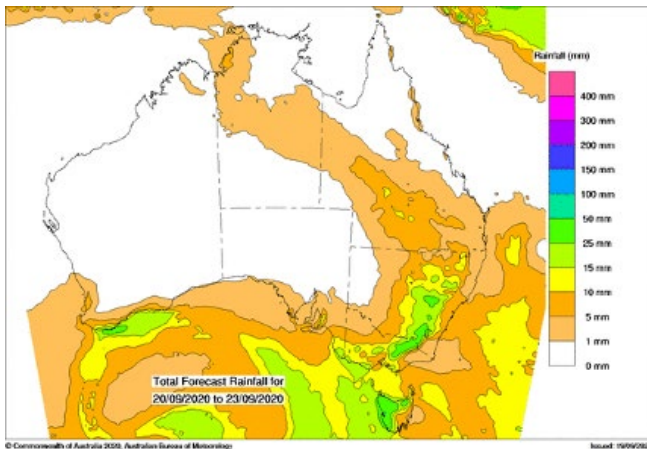 Rainfall (mm)
400 mm
300 mm
200 mm
150 mm
100 mm
50 mm
25 mm
15 mm
10 mm
5 mm
1 mm
0 mm
Total Forecast Rainfall for
20/09/2020 to 23/09/2020
© Commonwealth of Australia 2020, Australian Bureau of Meteorology
Issued: